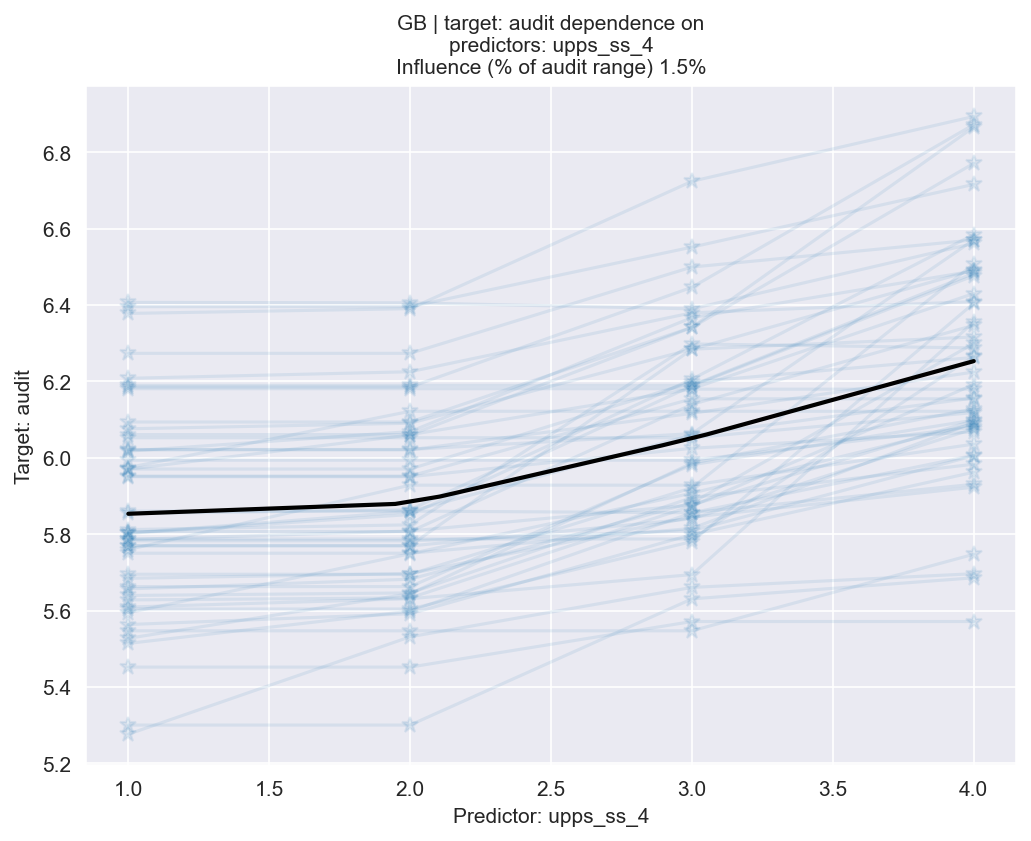 GB | target: audit dependence on
predictors: upps_ss_4
Influence (% of audit range) 1.5%
6.8
6.6
6.4
6.2
6.0
5.8
5.6
5.4
5.2
Target: audit
1.0 1.5 2.0 2.5 3.0 3.5 4.0
Predictor: upps_ss_4